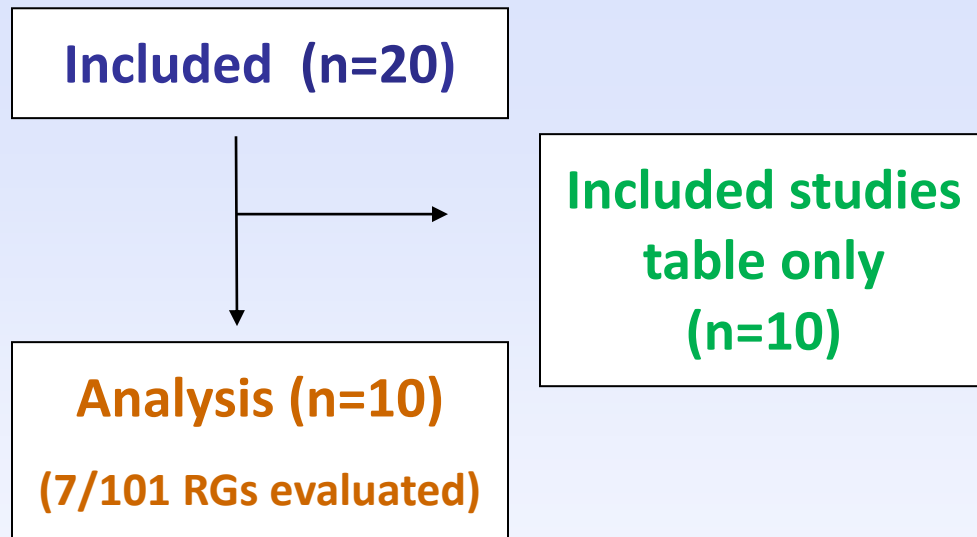 Included (n=20)
Included studies
table only
(n=10)
Analysis (n=10)
(7/101 RGs evaluated)